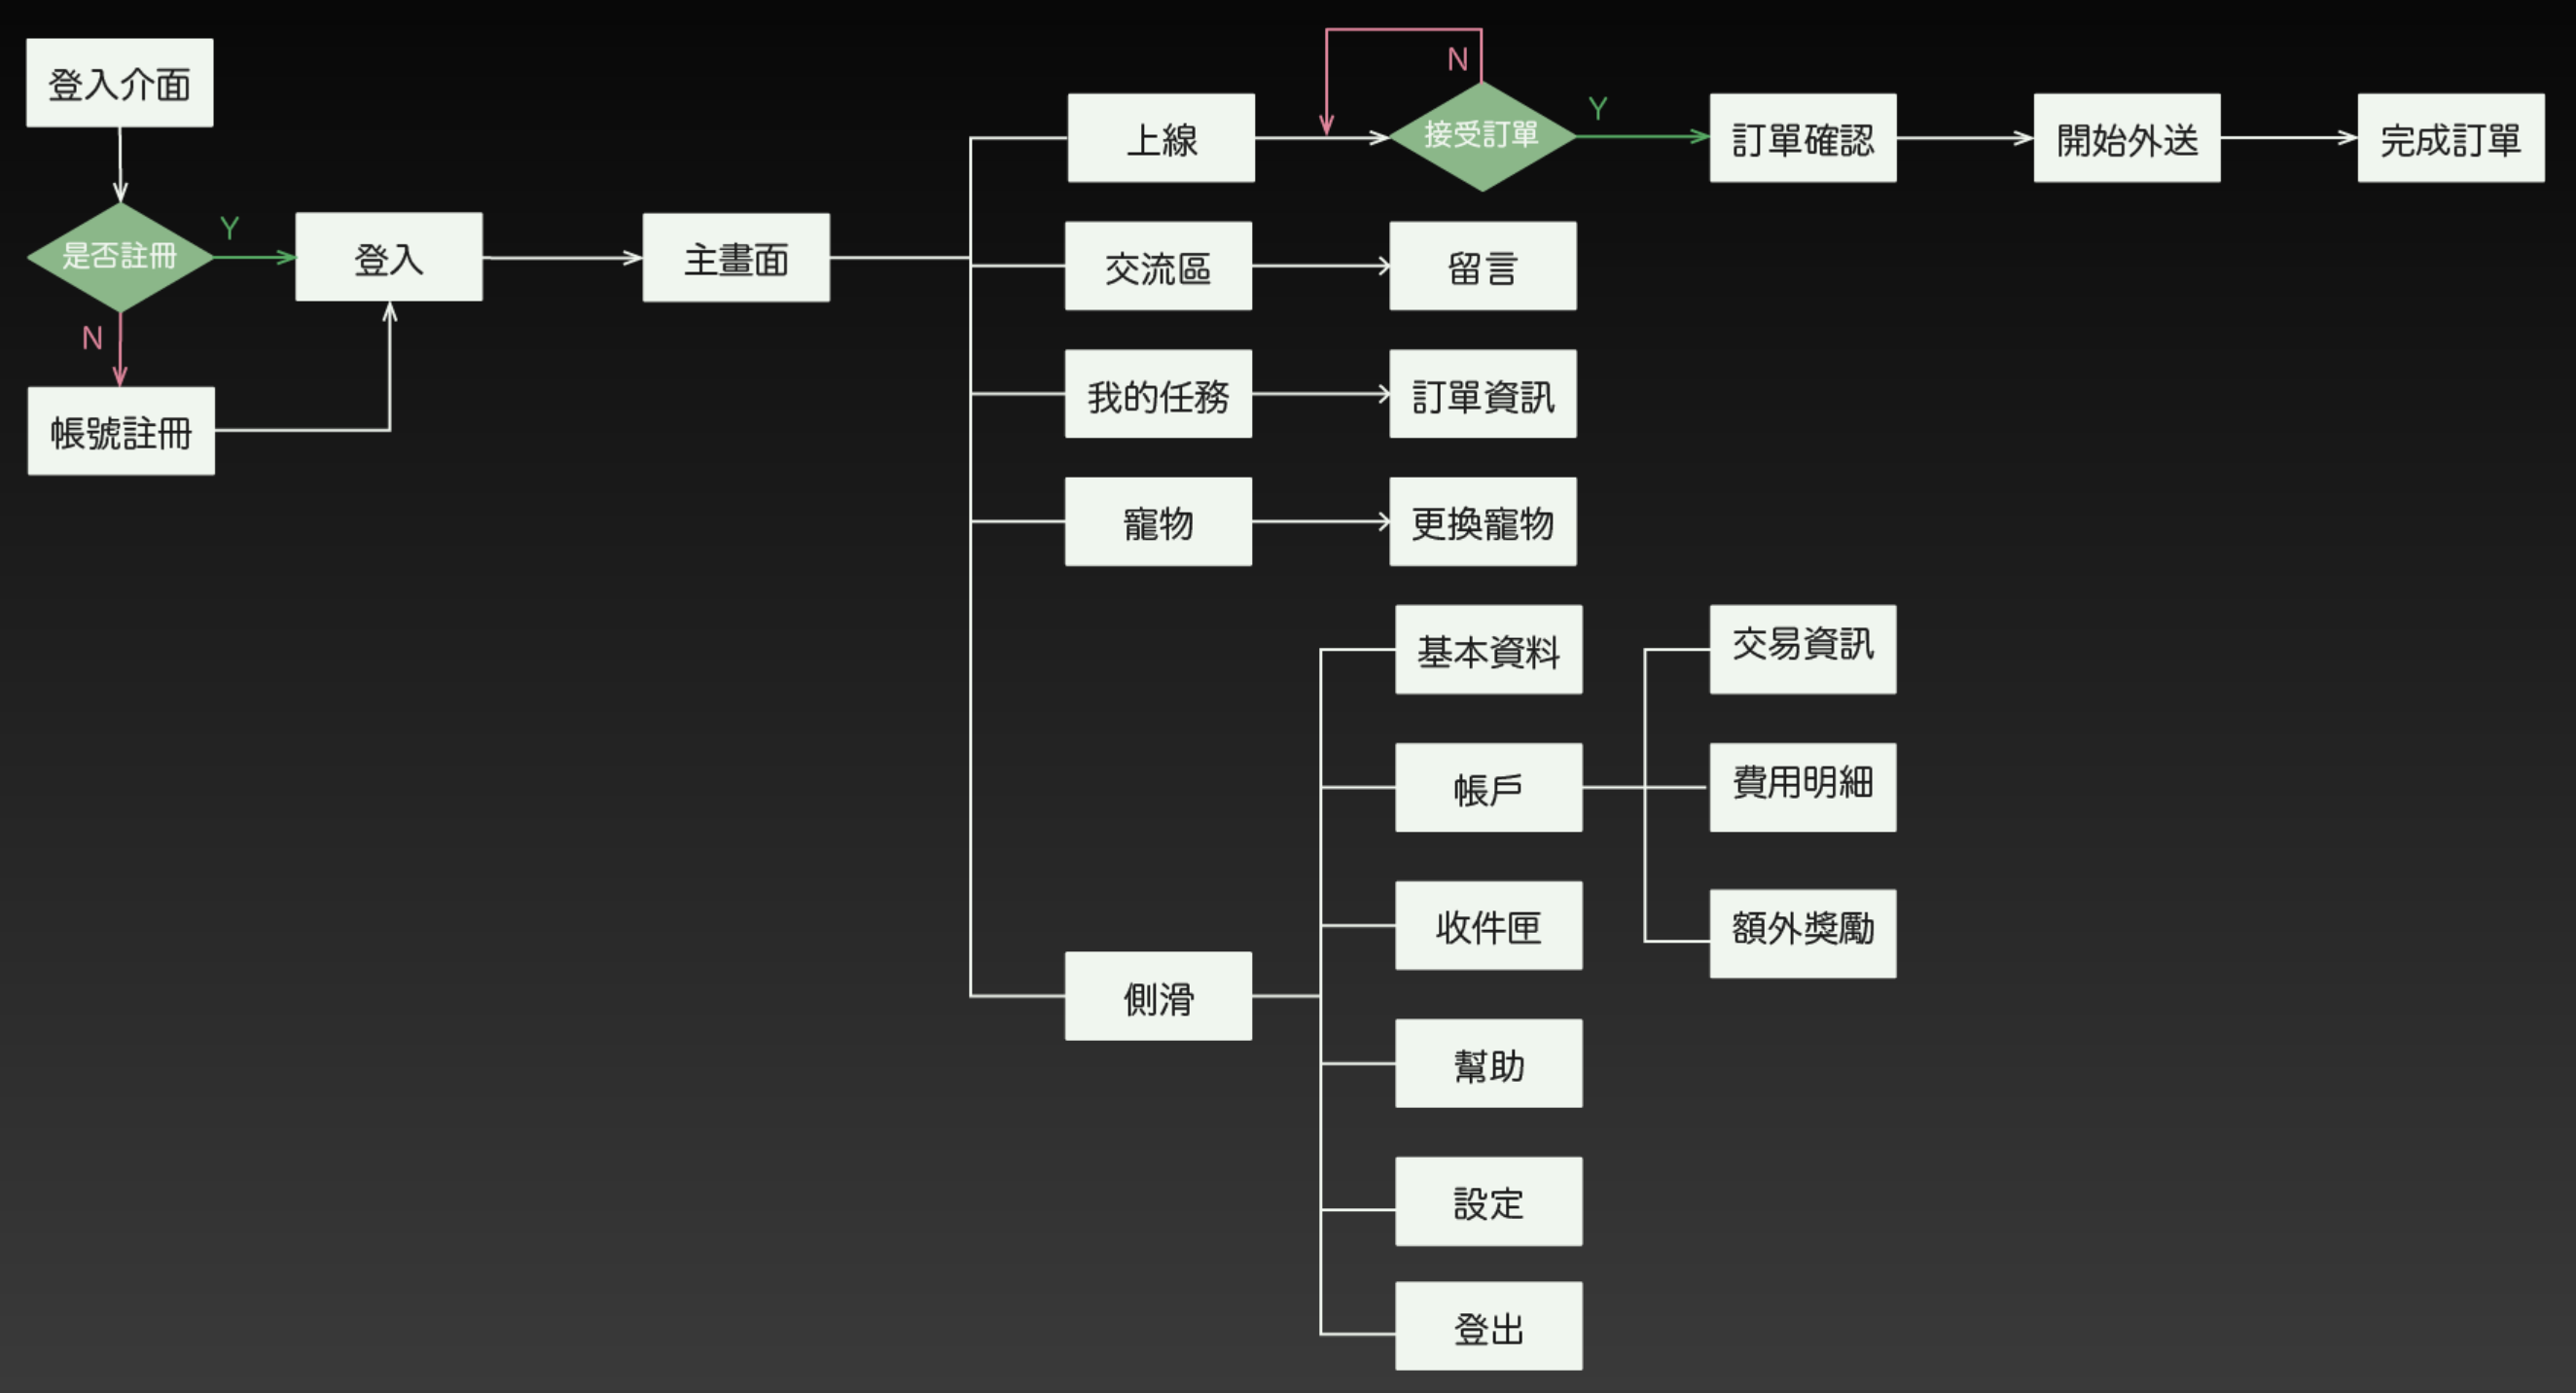 登入介面
是否註冊
Y
N
登入
帳號註冊
主畫面
上線
N
接受訂單
Y
訂單確認
開始外送
完成訂單
交流區
留言
我的任務
訂單資訊
寵物
更換寵物
側滑
基本資料
帳戶
交易資訊
費用明細
額外獎勵
收件匣
幫助
設定
登出